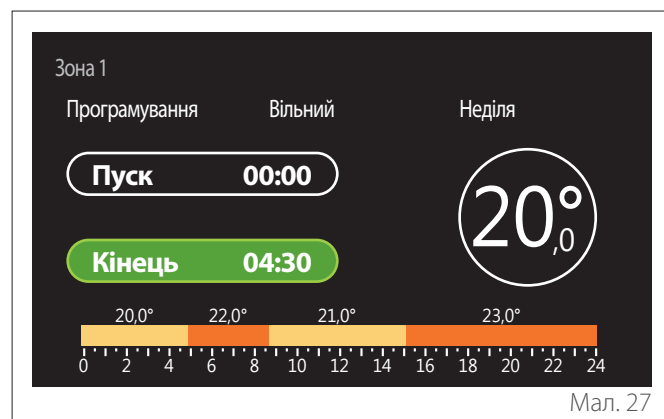 Зона 1
Програмування Вільний Неділя
Пуск 00:00
20,0°
Кінець 04:30
20,0° 22,0° 21,0° 23,0°
0 2 4 6 8 10 12 14 16 18 20 22 24
Мал. 27